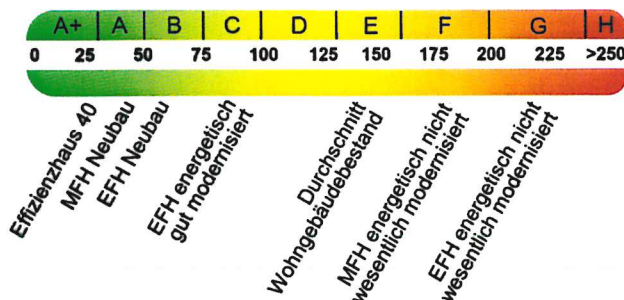 A+ A B C D E F G H
0 25 50 75 100 125 150 175 200 225 >250
Effizienzhaus 40
MFH Neubau
EFH Neubau
EFH energetisch
gut modernisiert
Durchschnitt
Wohngebäudebestand
MFH energetisch nicht
wesentlich modernisiert
EFH energetisch nicht
wesentlich modernisiert